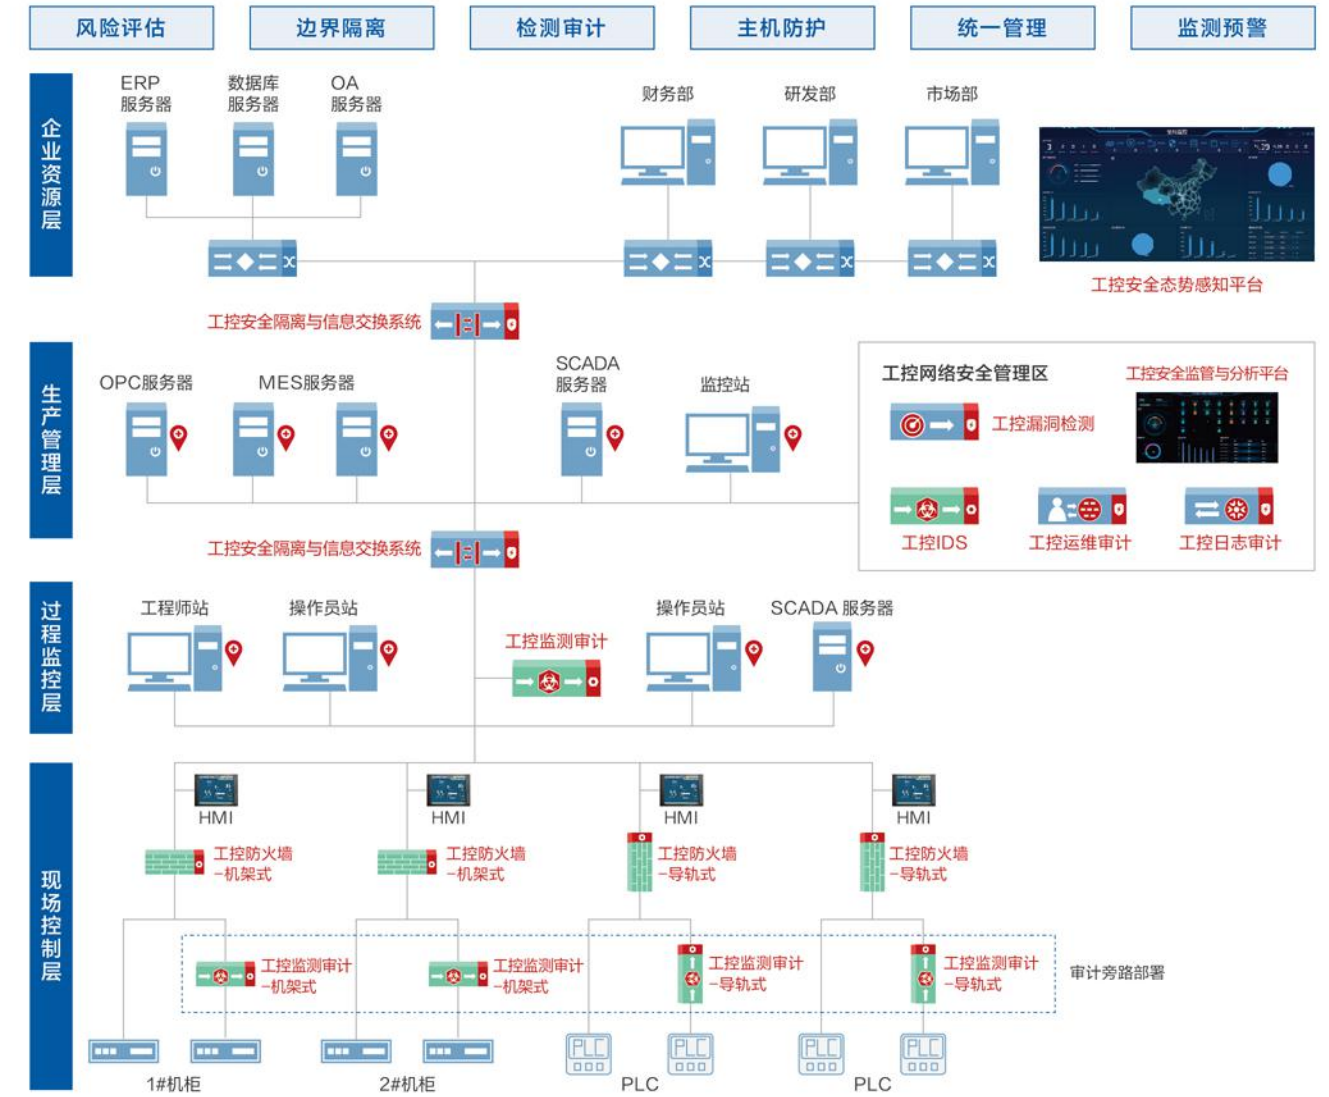 风险评估
边界隔离
检测审计
主机防护
统一管理
监测预警
企业资源层
ERP
服务器
数据库
服务器
OA
服务器
财务部
研发部
市场部
工控安全态势感知平台
工控安全隔离与信息交换系统
生产管理层
OPC服务器
MES服务器
SCADA
服务器
监控站
工控网络安全管理区
工控安全监管与分析平台
工控漏洞检测
工控IDS
工控运维审计
工控日志审计
工控安全隔离与信息交换系统
过程监控层
工程师站
操作员站
工控监测审计
操作员站
SCADA 服务器
现场控制层
HMI
HMI
HMI
HMI
工控防火墙
-机架式
工控防火墙
-机架式
工控防火墙
-导轨式
工控防火墙
-导轨式
工控监测审计
-机架式
工控监测审计
-机架式
工控监测审计
-导轨式
工控监测审计
-导轨式
审计旁路部署
PLC
PLC
PLC
PLC
1#机柜
2#机柜
PLC
PLC